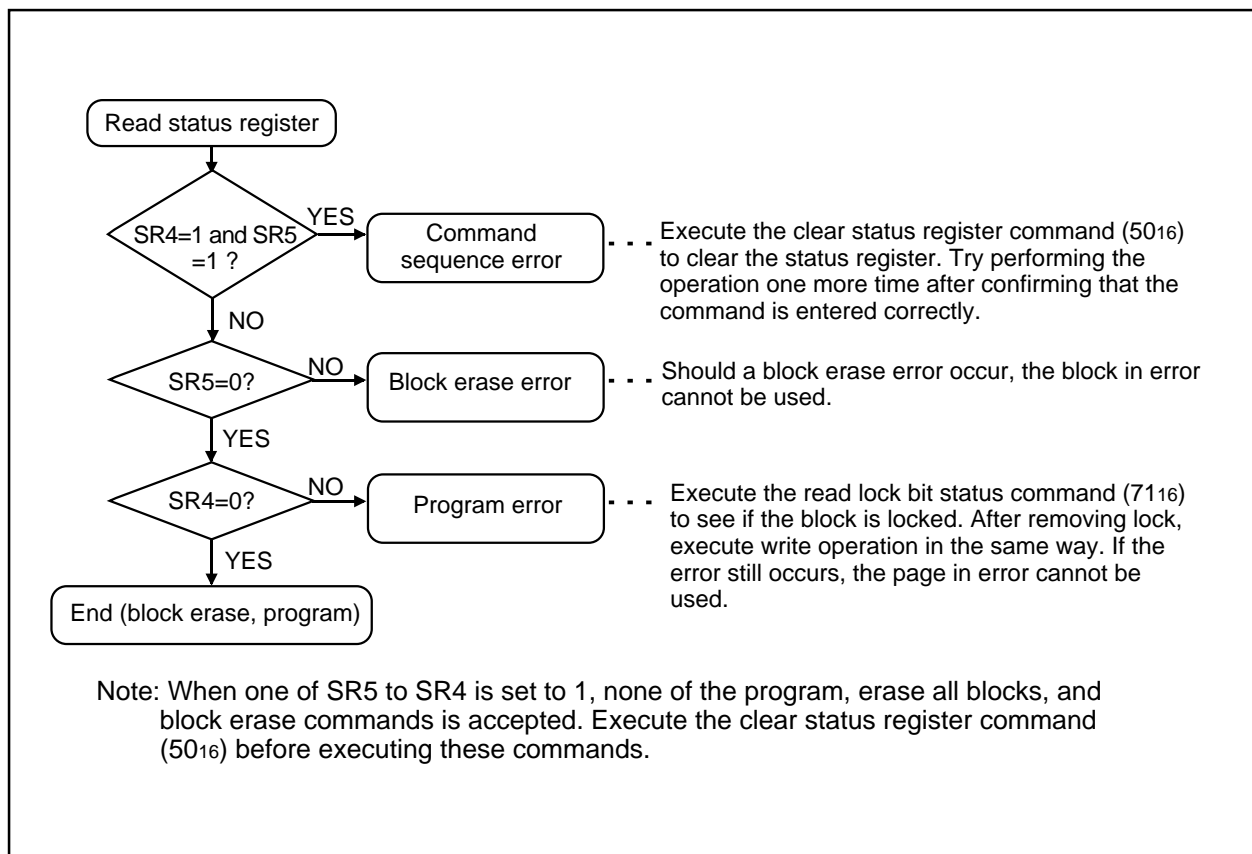 Read status register
SR4=1 and SR5
=1 ?
YES
Command
sequence error
Execute the clear status register command (5016)
to clear the status register. Try performing the
operation one more time after confirming that the
command is entered correctly.
NO
SR5=0?
NO
Block erase error
Should a block erase error occur, the block in error
cannot be used.
YES
SR4=0?
NO
Program error
Execute the read lock bit status command (7116)
to see if the block is locked. After removing lock,
execute write operation in the same way. If the
error still occurs, the page in error cannot be
used.
YES
End (block erase, program)
Note: When one of SR5 to SR4 is set to 1, none of the program, erase all blocks, and
block erase commands is accepted. Execute the clear status register command
(5016) before executing these commands.